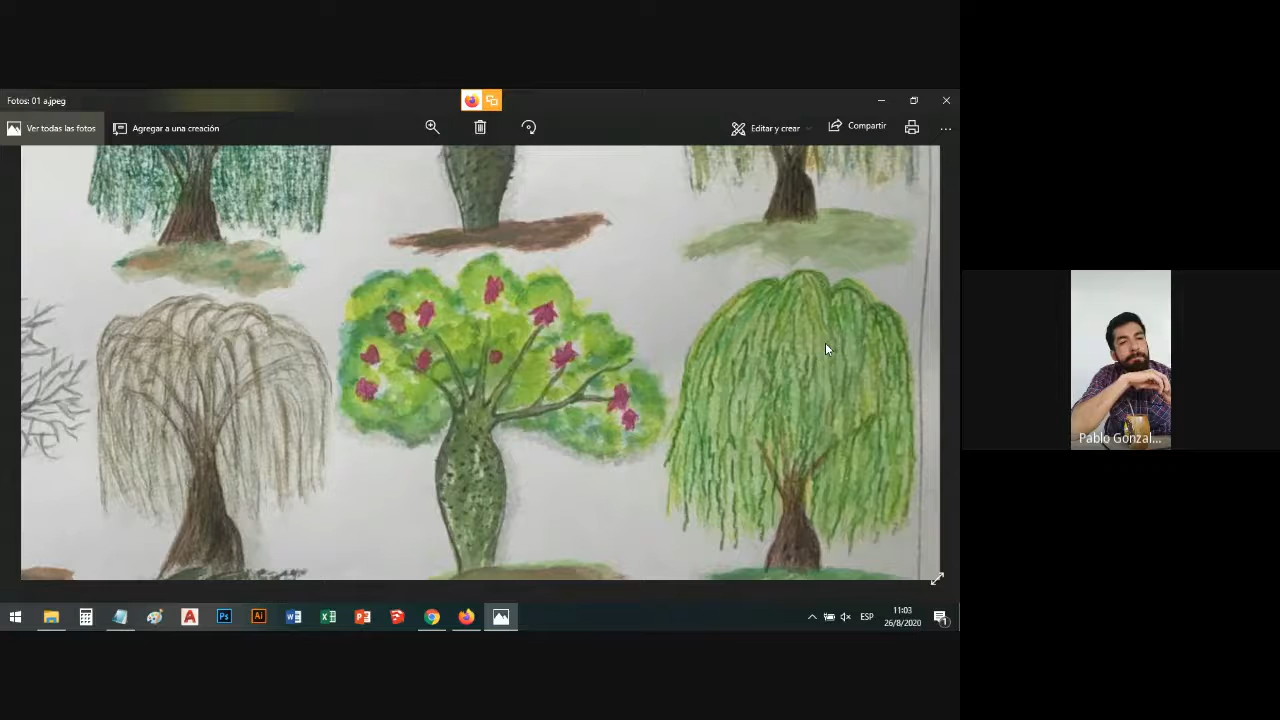 Fotos: 01 a.jpeg
Ver todas las fotos
Agregar a una creación
Editar y crear
Compartir
Pablo Gonzal...
ESP
11:03
26/8/2020
1